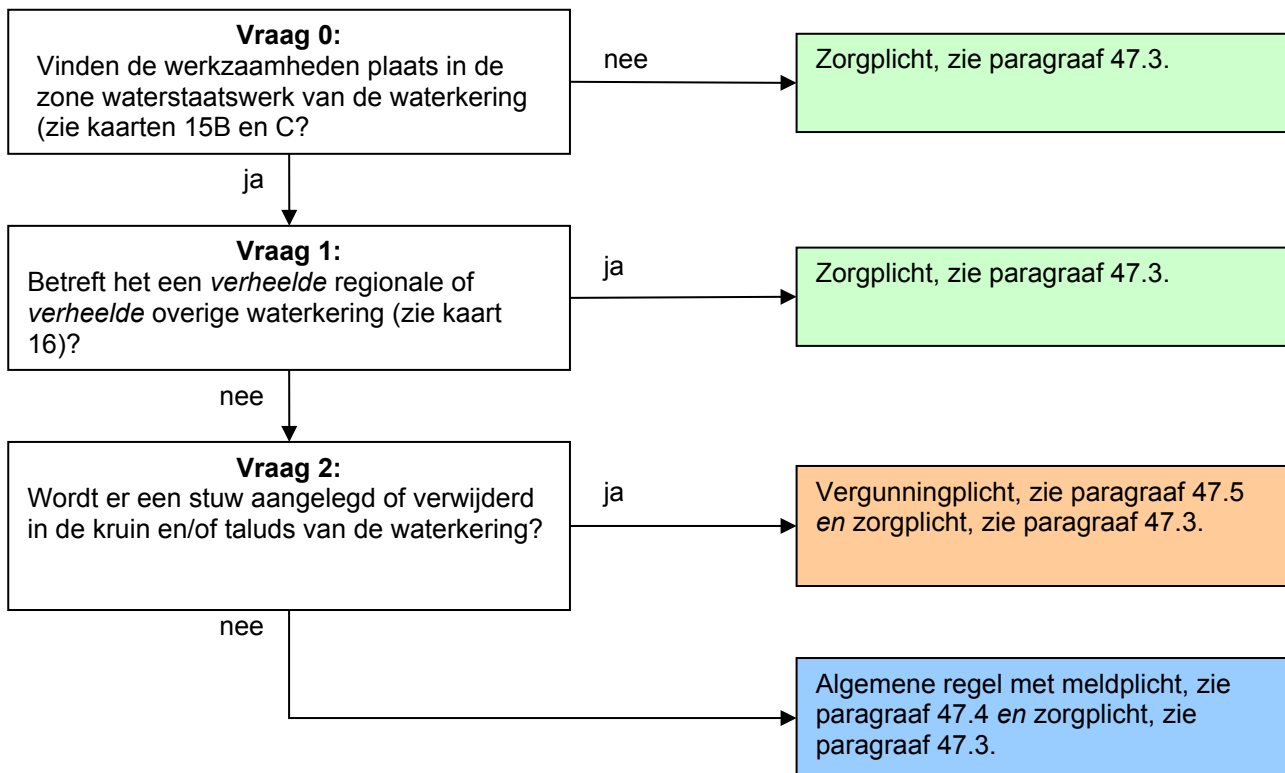 Vraag 0:
Vinden de werkzaamheden plaats in de
zone waterstaatswerk van de waterkering
(zie kaarten 15B en C?
nee
Zorgplicht, zie paragraaf 47.3.
ja
Vraag 1:
Betreft het een verheelde regionale of
verheelde overige waterkering (zie kaart
16)?
ja
Zorgplicht, zie paragraaf 47.3.
nee
Vraag 2:
Wordt er een stuw aangelegd of verwijderd
in de kruin en/of taluds van de waterkering?
ja
Vergunningplicht, zie paragraaf 47.5
en zorgplicht, zie paragraaf 47.3.
nee
Algemene regel met meldplicht, zie
paragraaf 47.4 en zorgplicht, zie
paragraaf 47.3.